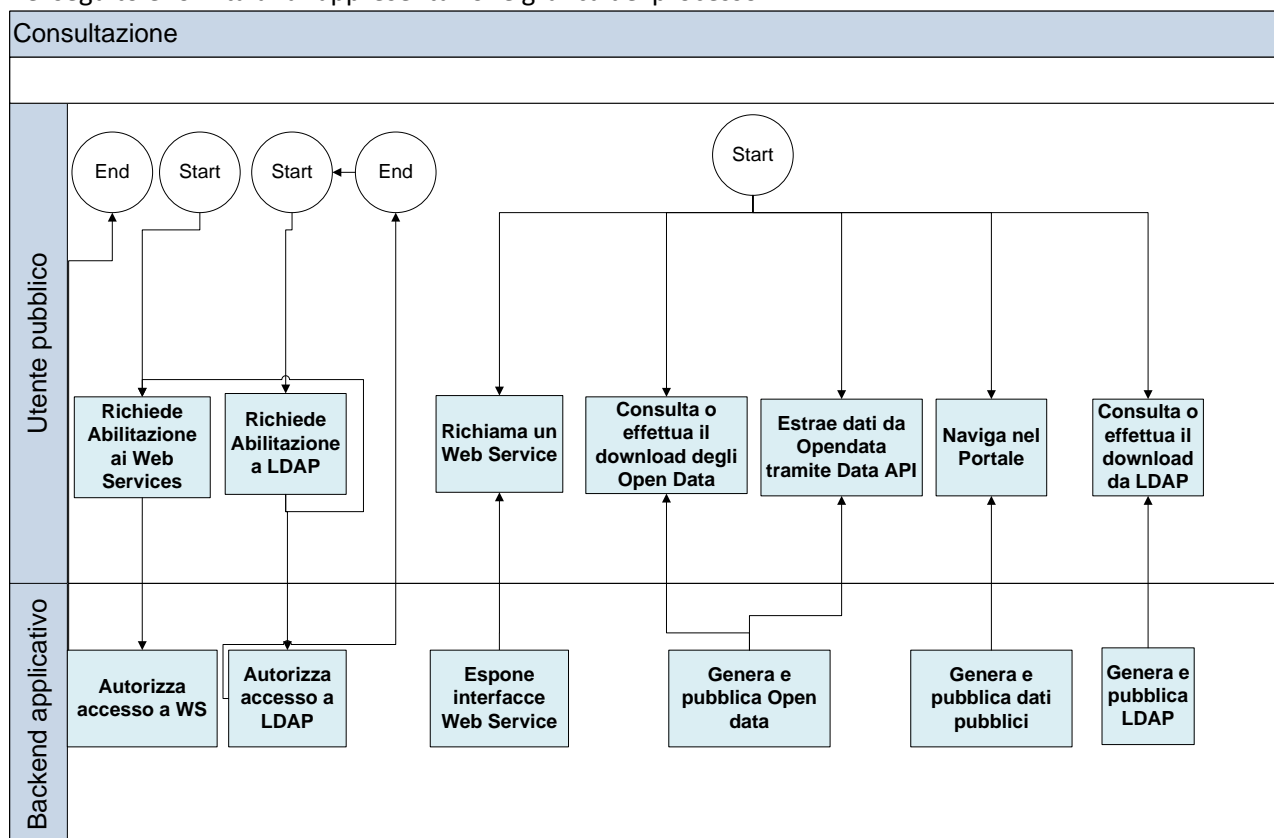 Consultazione
Utente pubblico
End
Start
Start
End
Start
Richiede
Abilitazione
ai Web
Services
Richiede
Abilitazione
a LDAP
Richiama un
Web Service
Consulta o
effettua il
download degli
Open Data
Estrae dati da
Opendata
tramite Data API
Naviga nel
Portale
Consulta o
effettua il
download
da LDAP
Backend applicativo
Autorizza
accesso a WS
Autorizza
accesso a
LDAP
Espone
interfacce
Web Service
Genera e
pubblica Open
data
Genera e
pubblica dati
pubblici
Genera e
pubblica
LDAP